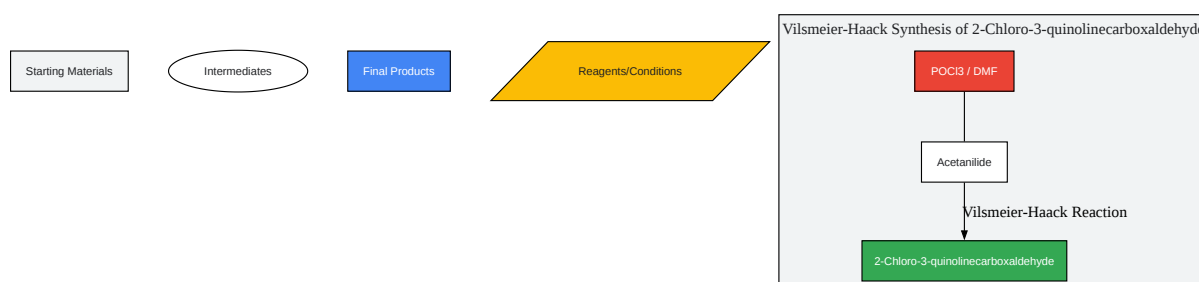 Starting Materials
Intermediates
Final Products
Reagents/Conditions
Vilsmeier-Haack Synthesis of 2-Chloro-3-quinolinecarboxaldehyde
POCl3 / DMF
Acetanilide
Vilsmeier-Haack Reaction
2-Chloro-3-quinolinecarboxaldehyde